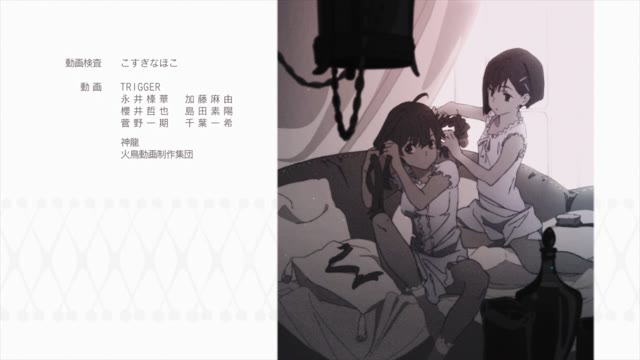 動画検査 こすぎなほこ
動画 TRIGGER
永井榛華 加藤麻由
櫻井哲也 島田素陽
菅野一期 千葉一希
神龍
火鳥動画制作集団